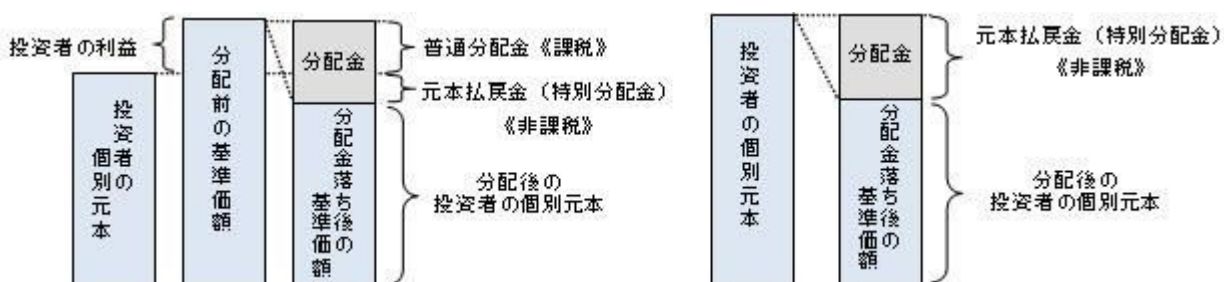 投資者の利益
投資者の
個別元本
分配前の基準価額
分配金
分配金落ち後の
基準価額
普通分配金《課税》
元本払戻金（特別分配金）
《非課税》
分配後の
投資者の個別元本
投資者の個別元本
分配金
分配金落ち後の
基準価額
元本払戻金（特別分配金）
《非課税》
分配後の
投資者の個別元本